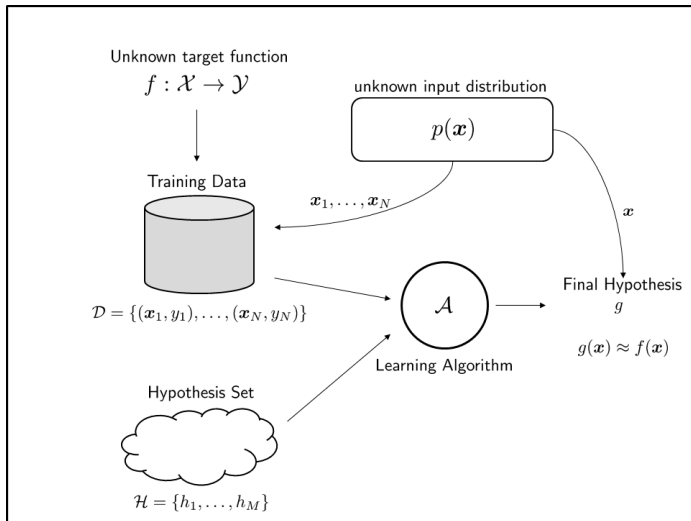 Unknown target function
f : 𝒳 → 𝒴
unknown input distribution
p(𝒙)
Training Data
𝒙₁, . . . , 𝒙_N
𝒙
𝒟 = {(𝒙₁, y₁), . . . , (𝒙_N, y_N)}
𝒜
Learning Algorithm
Final Hypothesis
g
g(𝒙) ≈ f(𝒙)
Hypothesis Set
ℋ = {h₁, . . . , h_M}